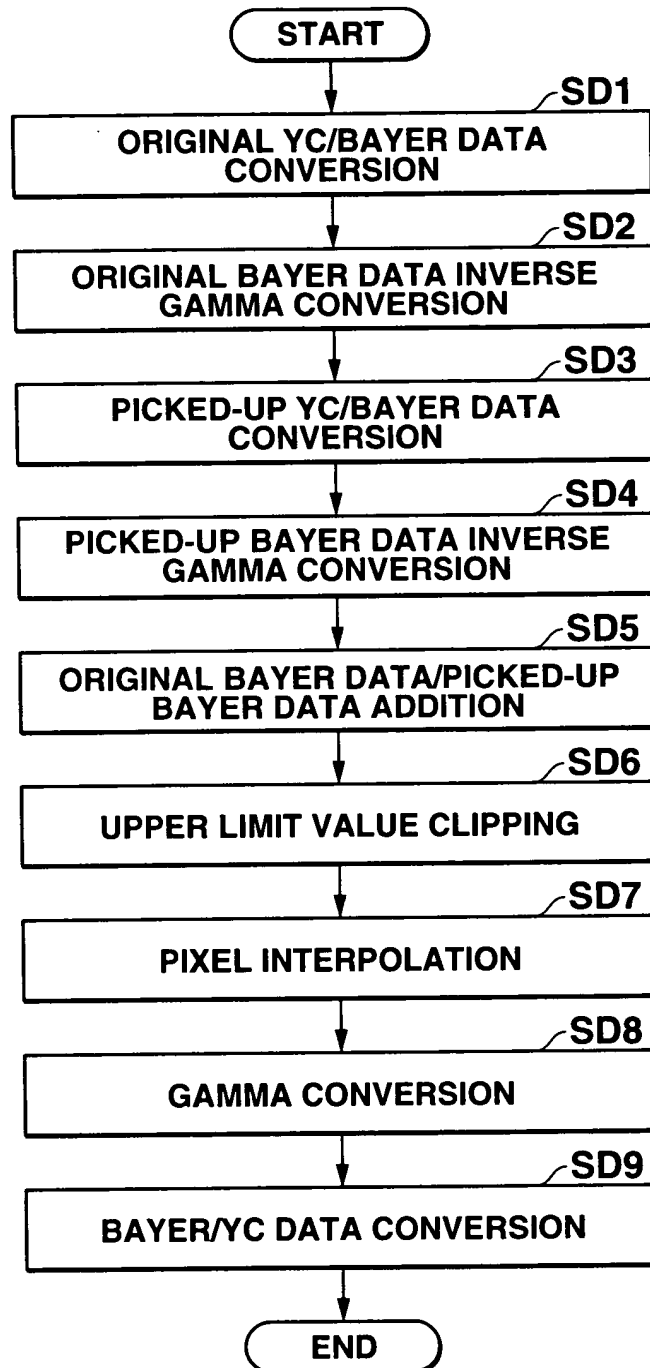 START
SD1
ORIGINAL YC/BAYER DATA
CONVERSION
SD2
ORIGINAL BAYER DATA INVERSE
GAMMA CONVERSION
SD3
PICKED-UP YC/BAYER DATA
CONVERSION
SD4
PICKED-UP BAYER DATA INVERSE
GAMMA CONVERSION
SD5
ORIGINAL BAYER DATA/PICKED-UP
BAYER DATA ADDITION
SD6
UPPER LIMIT VALUE CLIPPING
SD7
PIXEL INTERPOLATION
SD8
GAMMA CONVERSION
SD9
BAYER/YC DATA CONVERSION
END